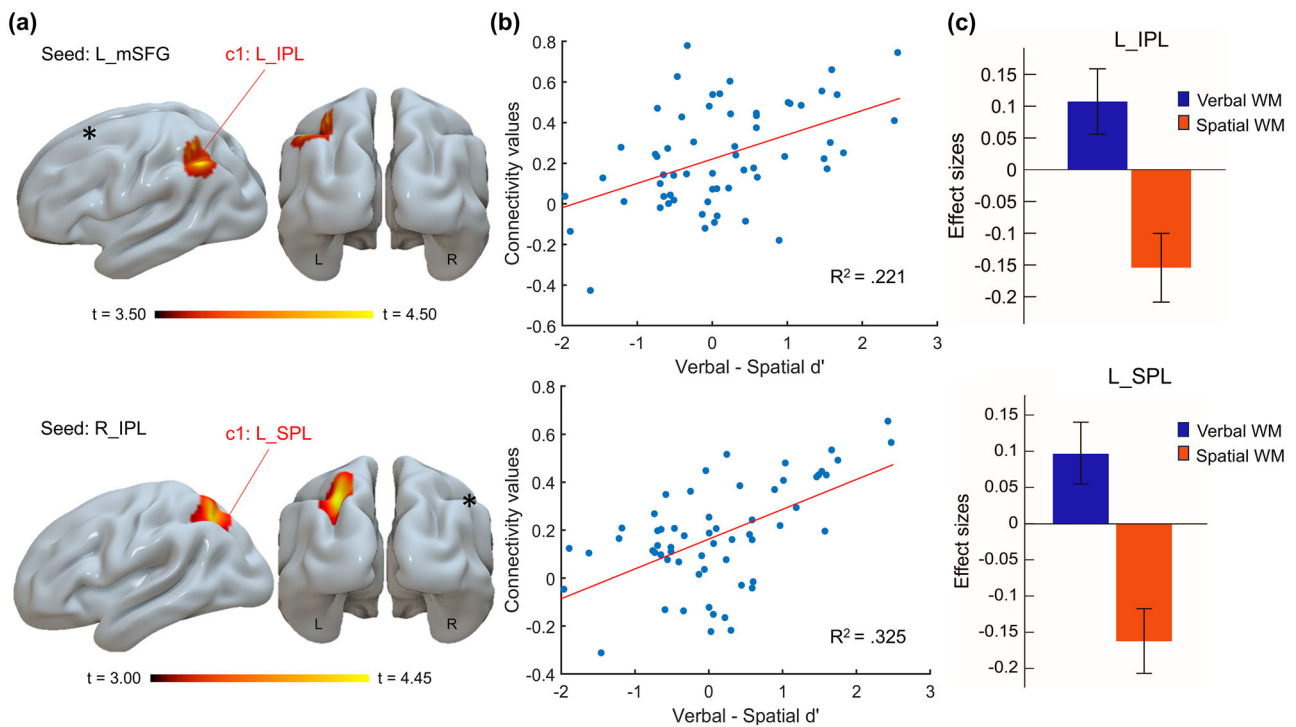 (a)
Seed: L_mSFG
c1: L_IPL
*
L
R
t = 3.50
t = 4.50
Seed: R_IPL
c1: L_SPL
*
L
R
t = 3.00
t = 4.45
(b)
Connectivity values
0.8
0.6
0.4
0.2
0
-0.2
-0.4
-0.6
R² = .221
-2
-1
0
1
2
3
Verbal - Spatial d'
Connectivity values
0.8
0.6
0.4
0.2
0
-0.2
-0.4
R² = .325
-2
-1
0
1
2
3
Verbal - Spatial d'
(c)
L_IPL
Effect sizes
0.15
0.1
0.05
0
-0.05
-0.1
-0.15
-0.2
Verbal WM
Spatial WM
L_SPL
Effect sizes
0.15
0.1
0.05
0
-0.05
-0.1
-0.15
-0.2
Verbal WM
Spatial WM